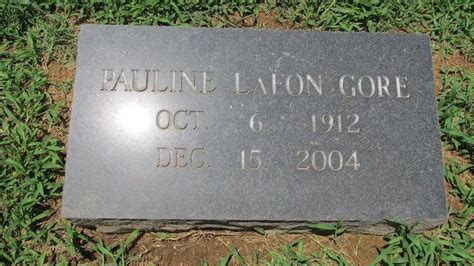 PAULINE LAFON GORE
OCT. 6 1912
DEC. 15 2004